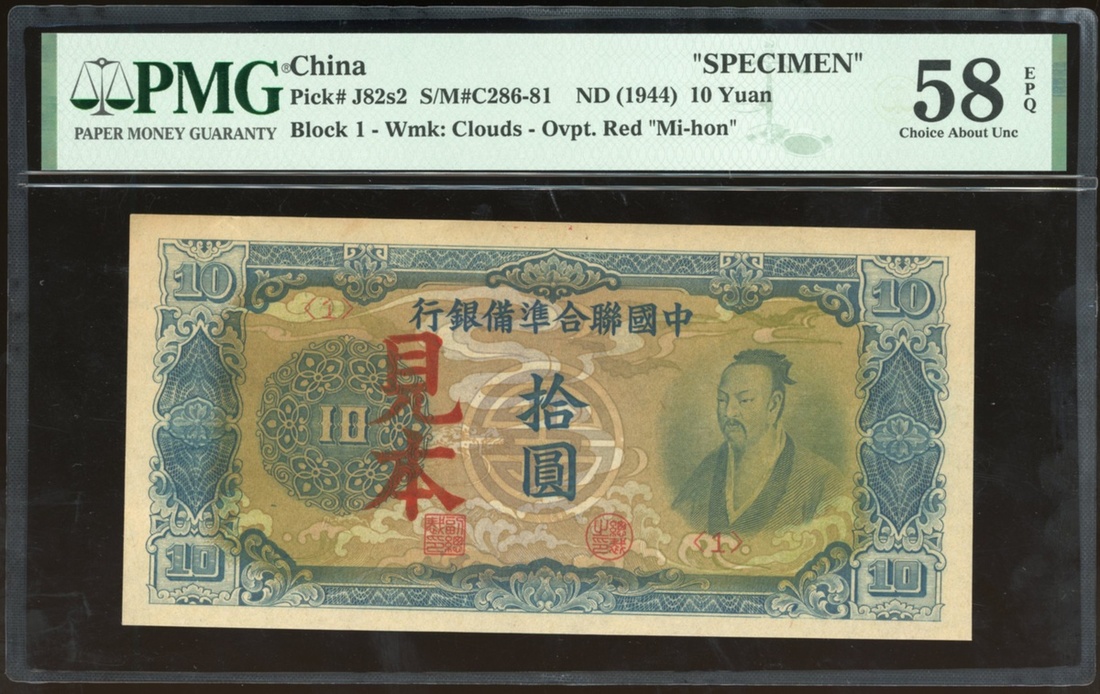 PMG®
PAPER MONEY GUARANTY
China "SPECIMEN"
Pick# J82s2 S/M#C286-81 ND (1944) 10 Yuan
Block 1 - Wmk: Clouds - Ovpt. Red "Mi-hon"
58 EPQ
Choice About Unc
10 10
行銀備準合聯國中
<1>
見本
拾圓
10
<1>
10 10